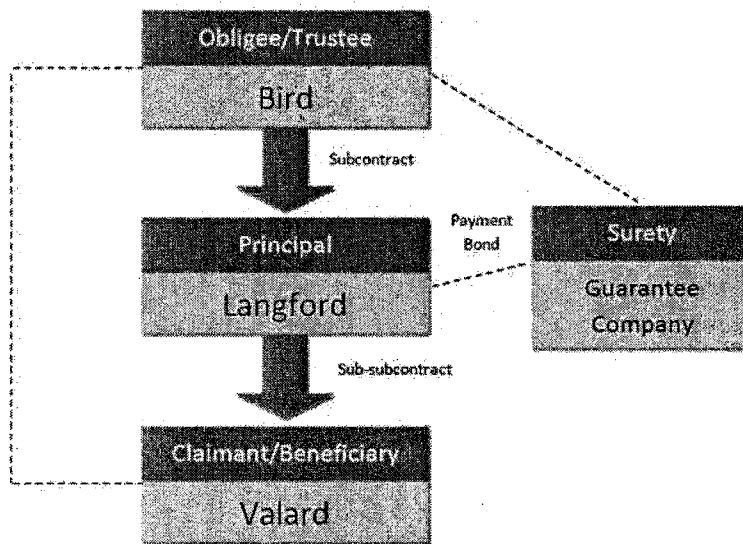 Obligee/Trustee
Bird
Subcontract
Principal
Langford
Payment
Bond
Surety
Guarantee
Company
Sub-subcontract
Claimant/Beneficiary
Valard